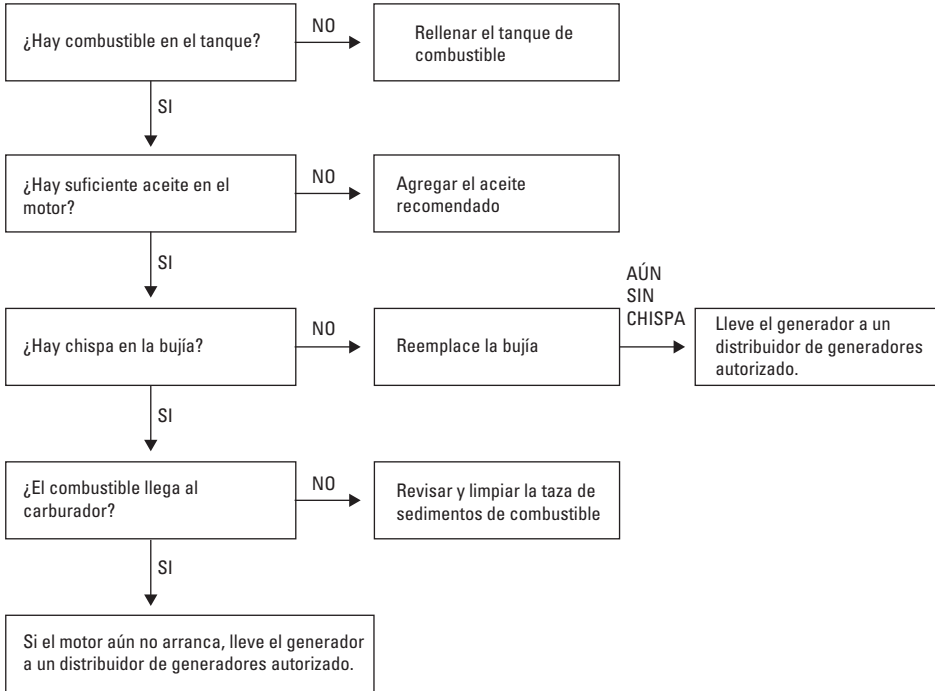 ¿Hay combustible en el tanque?
NO
Rellenar el tanque de
combustible
SI
¿Hay suficiente aceite en el
motor?
NO
Agregar el aceite
recomendado
SI
¿Hay chispa en la bujía?
NO
Reemplace la bujía
AÚN
SIN
CHISPA
Lleve el generador a un
distribuidor de generadores
autorizado.
SI
¿El combustible llega al
carburador?
NO
Revisar y limpiar la taza de
sedimentos de combustible
SI
Si el motor aún no arranca, lleve el generador
a un distribuidor de generadores autorizado.